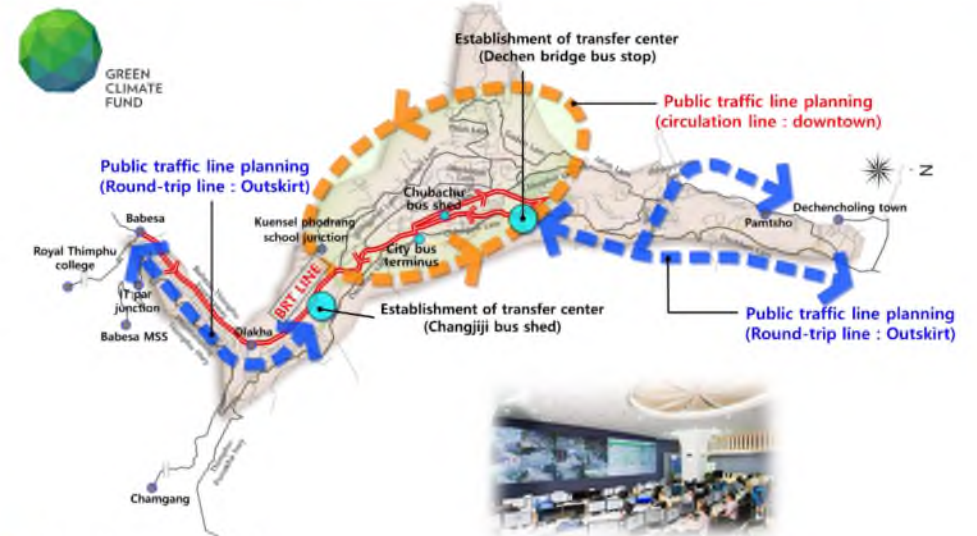 GREEN
CLIMATE
FUND
Establishment of transfer center
(Dechen bridge bus stop)
Public traffic line planning
(circulation line : downtown)
Public traffic line planning
(Round-trip line : Outskirt)
N
Chubachu
bus shed
Dechencholing town
Pamtsho
Babesa
Kuensel phodrang
school junction
Royal Thimphu
college
City bus
terminus
BRT LINE
IT par
junction
Establishment of transfer center
(Changjiji bus shed)
Public traffic line planning
(Round-trip line : Outskirt)
Babesa MSS
Olakha
Chamgang